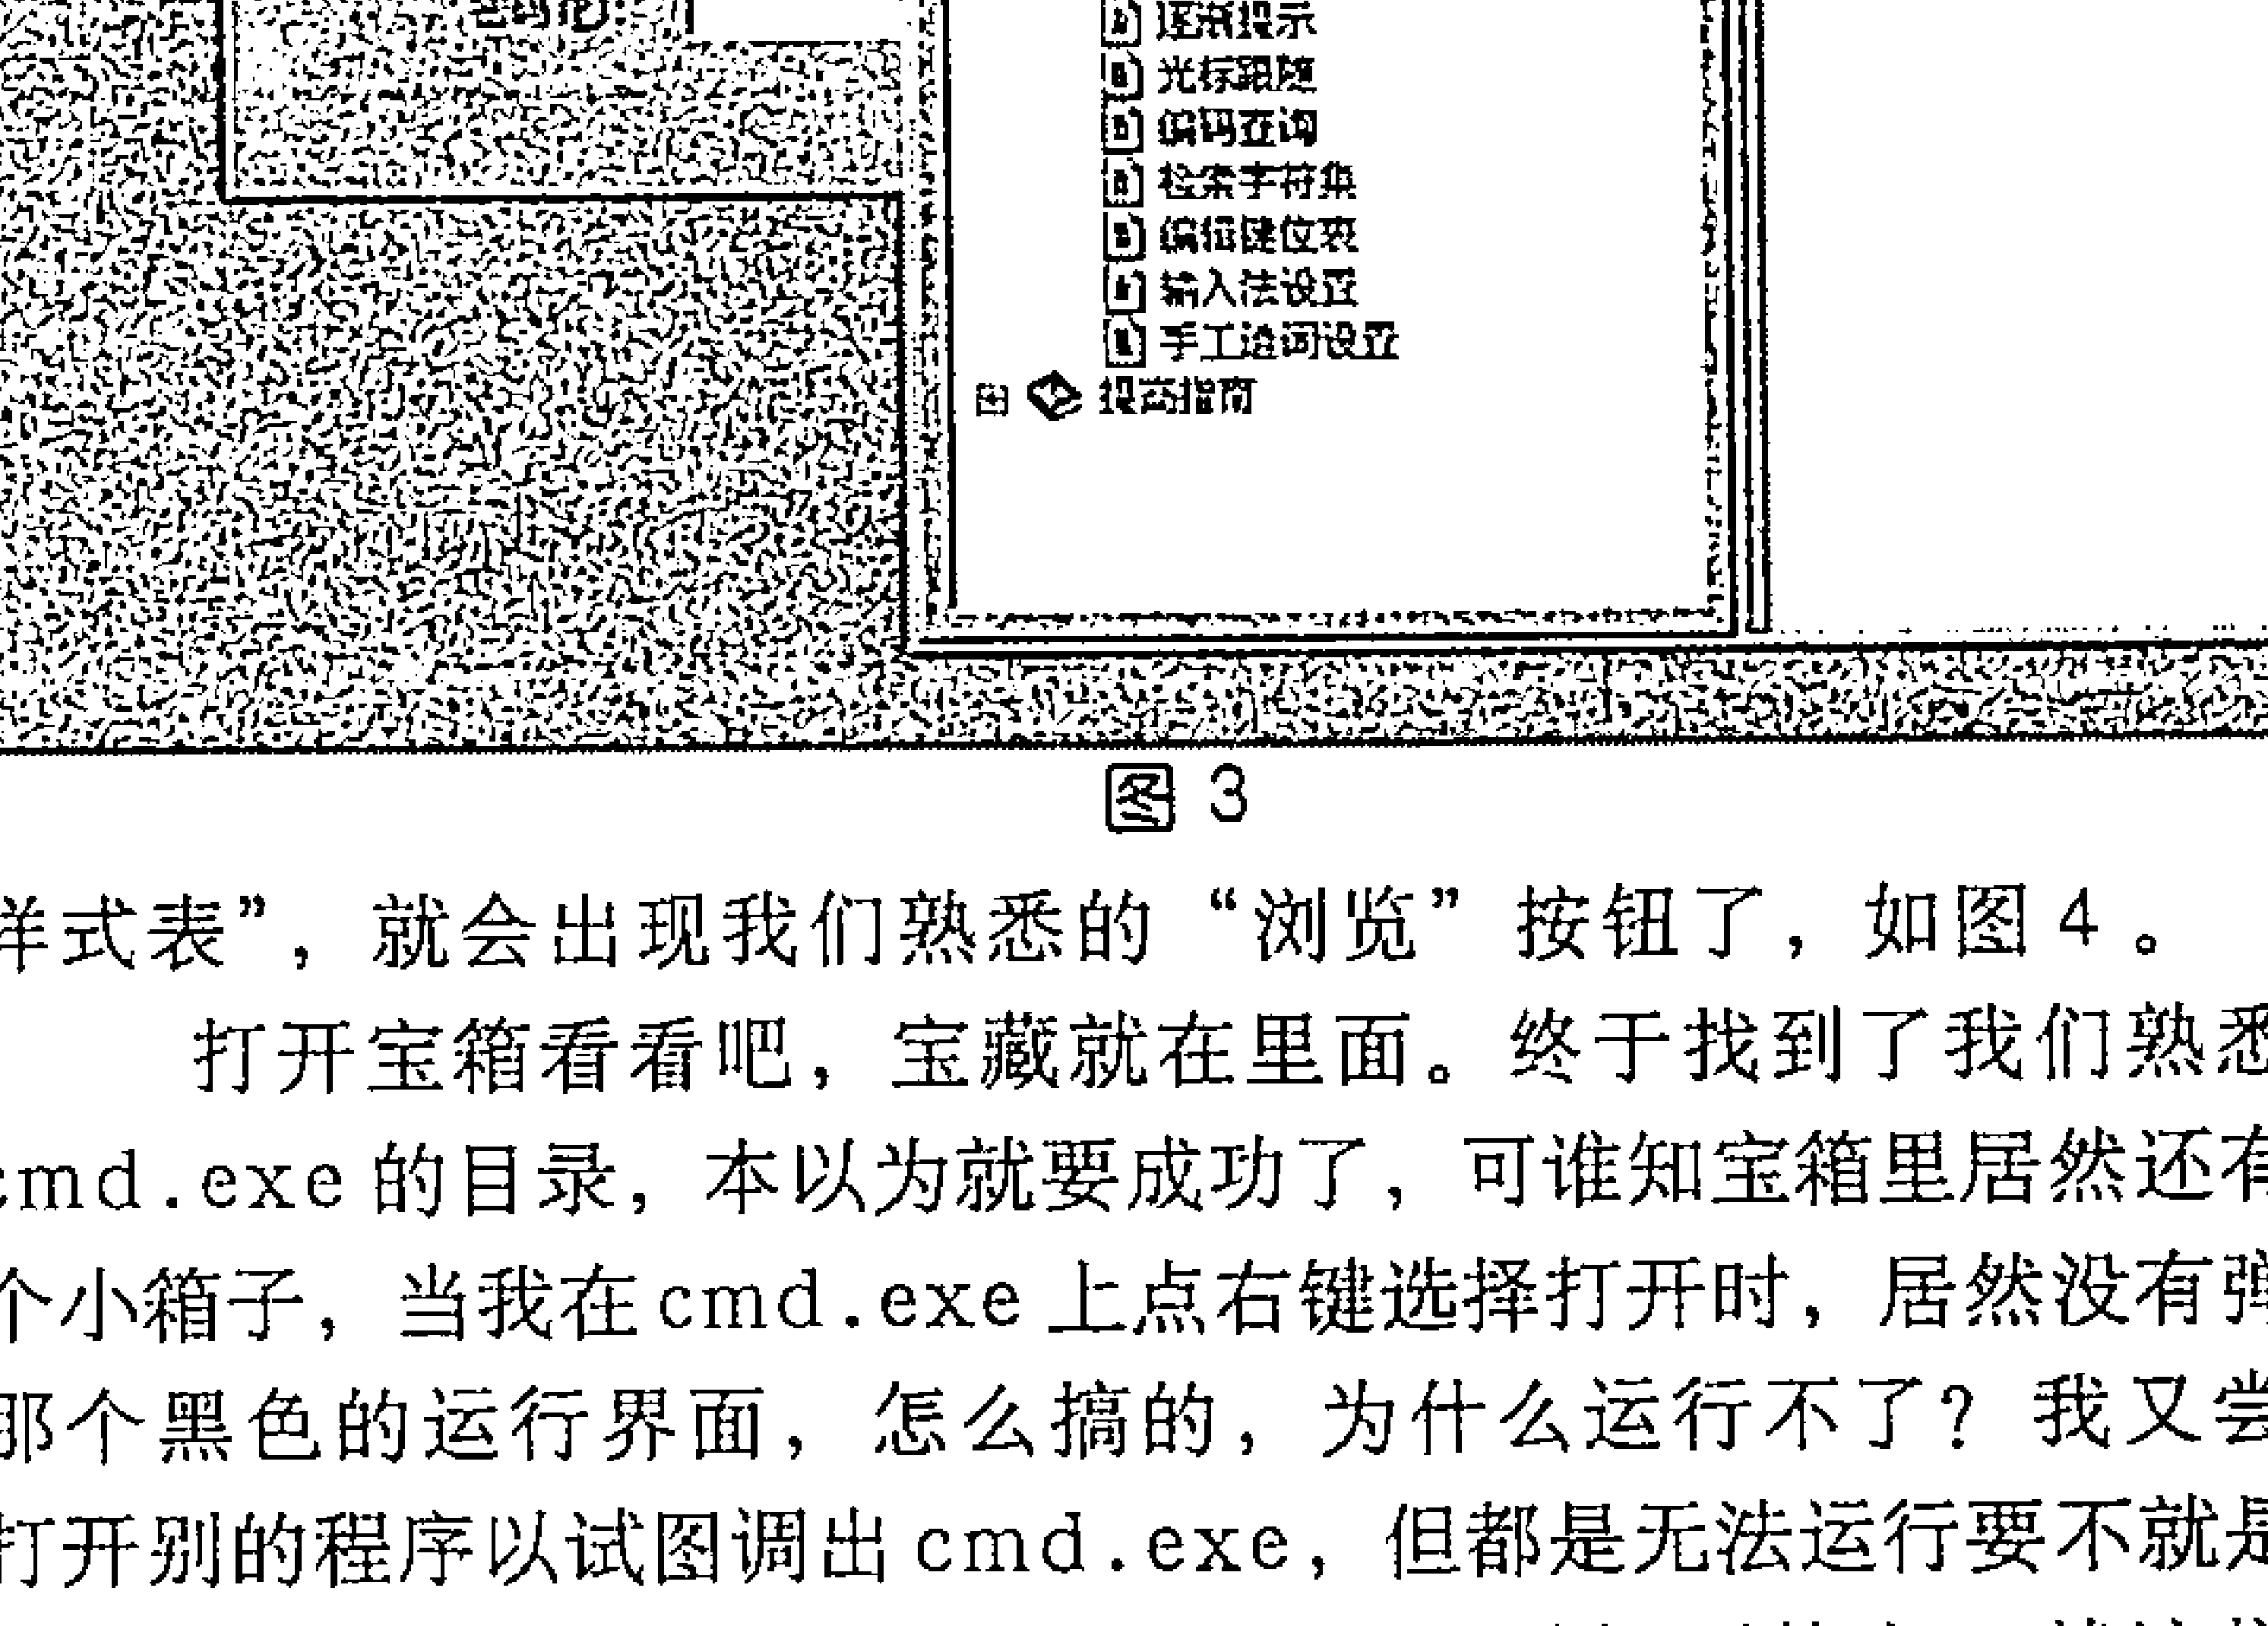 逐渐提示
光标跟随
编码查询
检索字符集
编辑键位表
输入法设置
手工造词设置
提高指南
图 3
样式表”，就会出现我们熟悉的“浏览”按钮了，如图 4 。
打开宝箱看看吧，宝藏就在里面。终于找到了我们熟悉
cmd.exe 的目录，本以为就要成功了，可谁知宝箱里居然还有
个小箱子，当我在 cmd.exe 上点右键选择打开时，居然没有弹
那个黑色的运行界面，怎么搞的，为什么运行不了？我又尝
打开别的程序以试图调出 cmd.exe，但都是无法运行要不就是